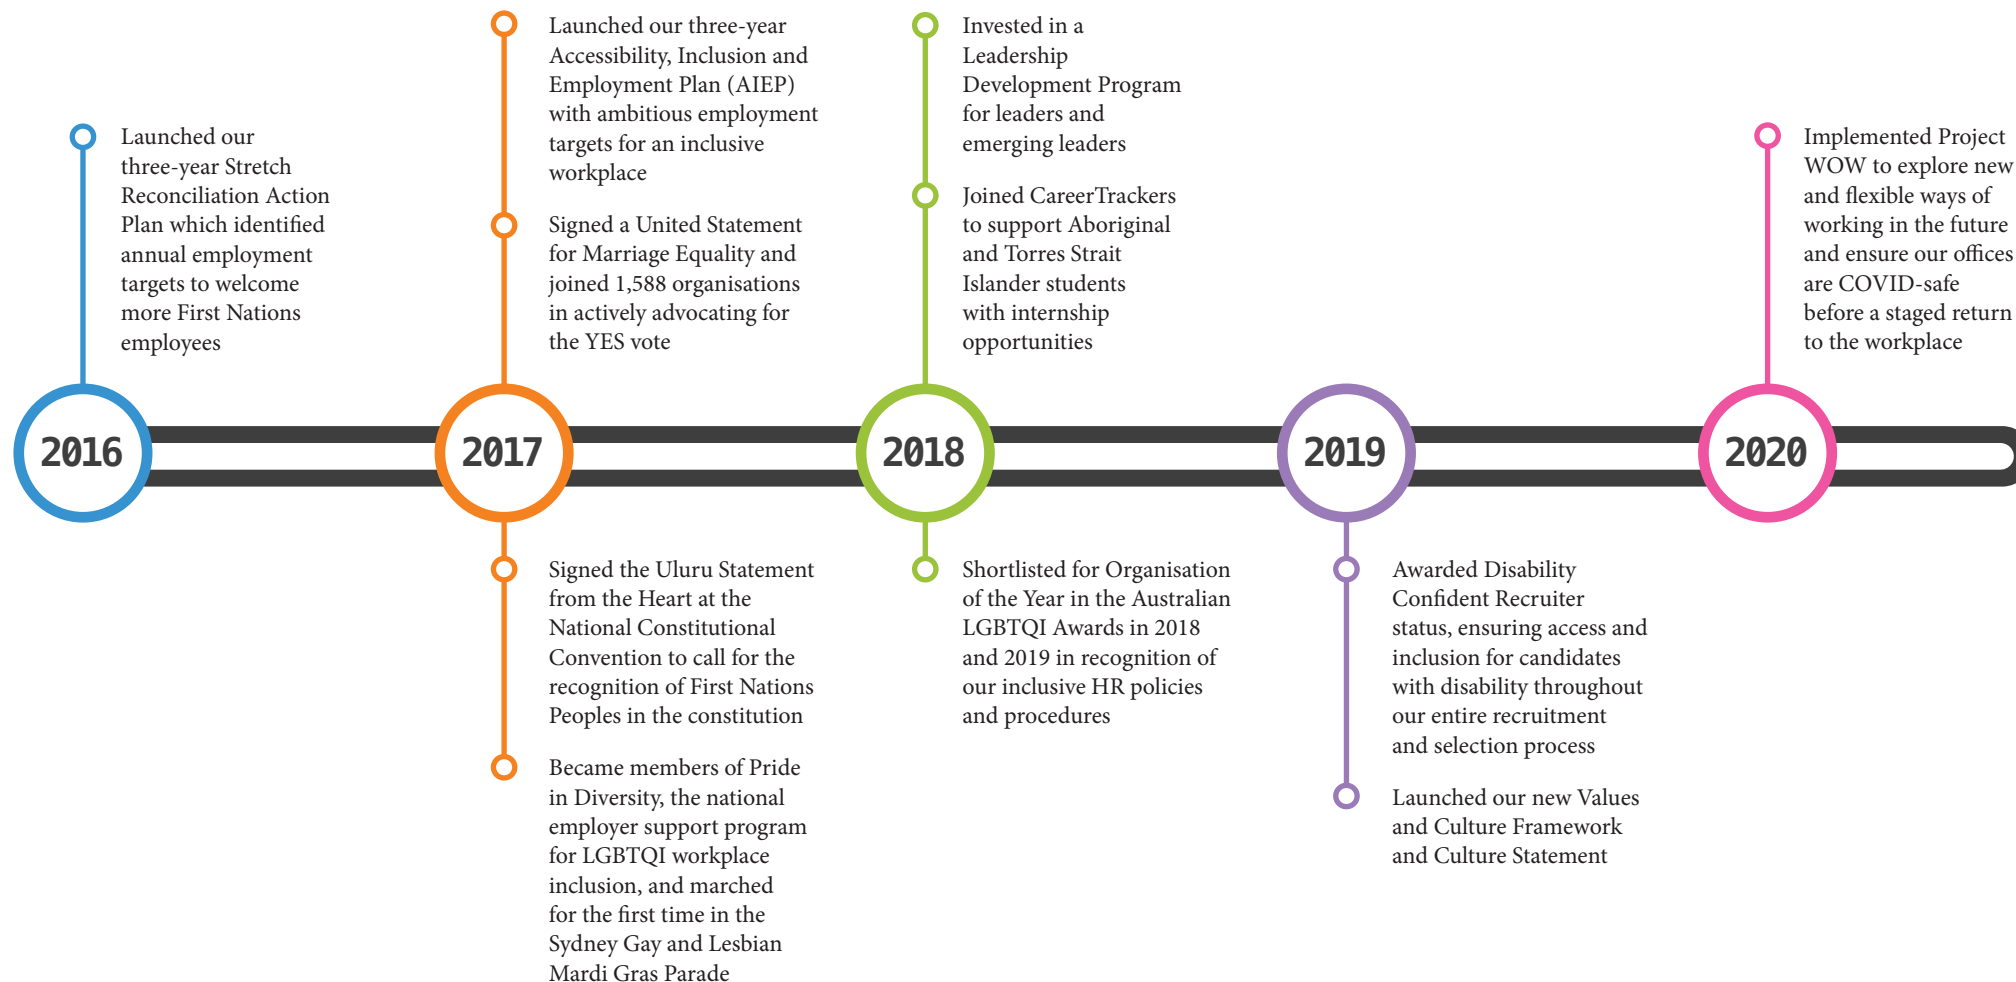 Launched our
three-year Stretch
Reconciliation Action
Plan which identified
annual employment
targets to welcome
more First Nations
employees
2016
Launched our three-year
Accessibility, Inclusion and
Employment Plan (AIEP)
with ambitious employment
targets for an inclusive
workplace
Signed a United Statement
for Marriage Equality and
joined 1,588 organisations
in actively advocating for
the YES vote
2017
Signed the Uluru Statement
from the Heart at the
National Constitutional
Convention to call for the
recognition of First Nations
Peoples in the constitution
Became members of Pride
in Diversity, the national
employer support program
for LGBTQI workplace
inclusion, and marched
for the first time in the
Sydney Gay and Lesbian
Mardi Gras Parade
Invested in a
Leadership
Development Program
for leaders and
emerging leaders
Joined CareerTrackers
to support Aboriginal
and Torres Strait
Islander students
with internship
opportunities
2018
Shortlisted for Organisation
of the Year in the Australian
LGBTQI Awards in 2018
and 2019 in recognition of
our inclusive HR policies
and procedures
2019
Awarded Disability
Confident Recruiter
status, ensuring access and
inclusion for candidates
with disability throughout
our entire recruitment
and selection process
Launched our new Values
and Culture Framework
and Culture Statement
Implemented Project
WOW to explore new
and flexible ways of
working in the future
and ensure our offices
are COVID-safe
before a staged return
to the workplace
2020